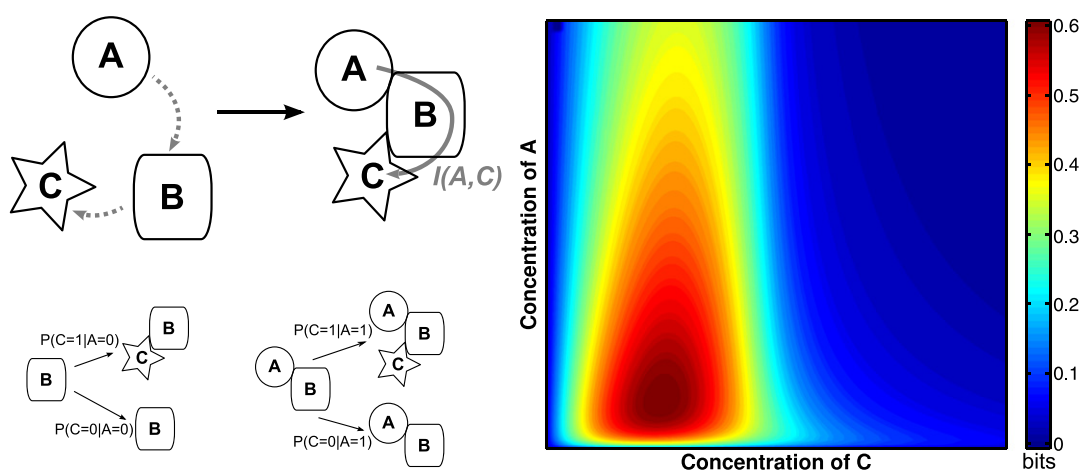 A
C
B
A
B
C
I(A,C)
P(C=1|A=0)
B
C
B
P(C=0|A=0)
B
P(C=1|A=1)
A
B
C
A
B
P(C=0|A=1)
A
B
Concentration of A
Concentration of C
0.6
0.5
0.4
0.3
0.2
0.1
0
bits